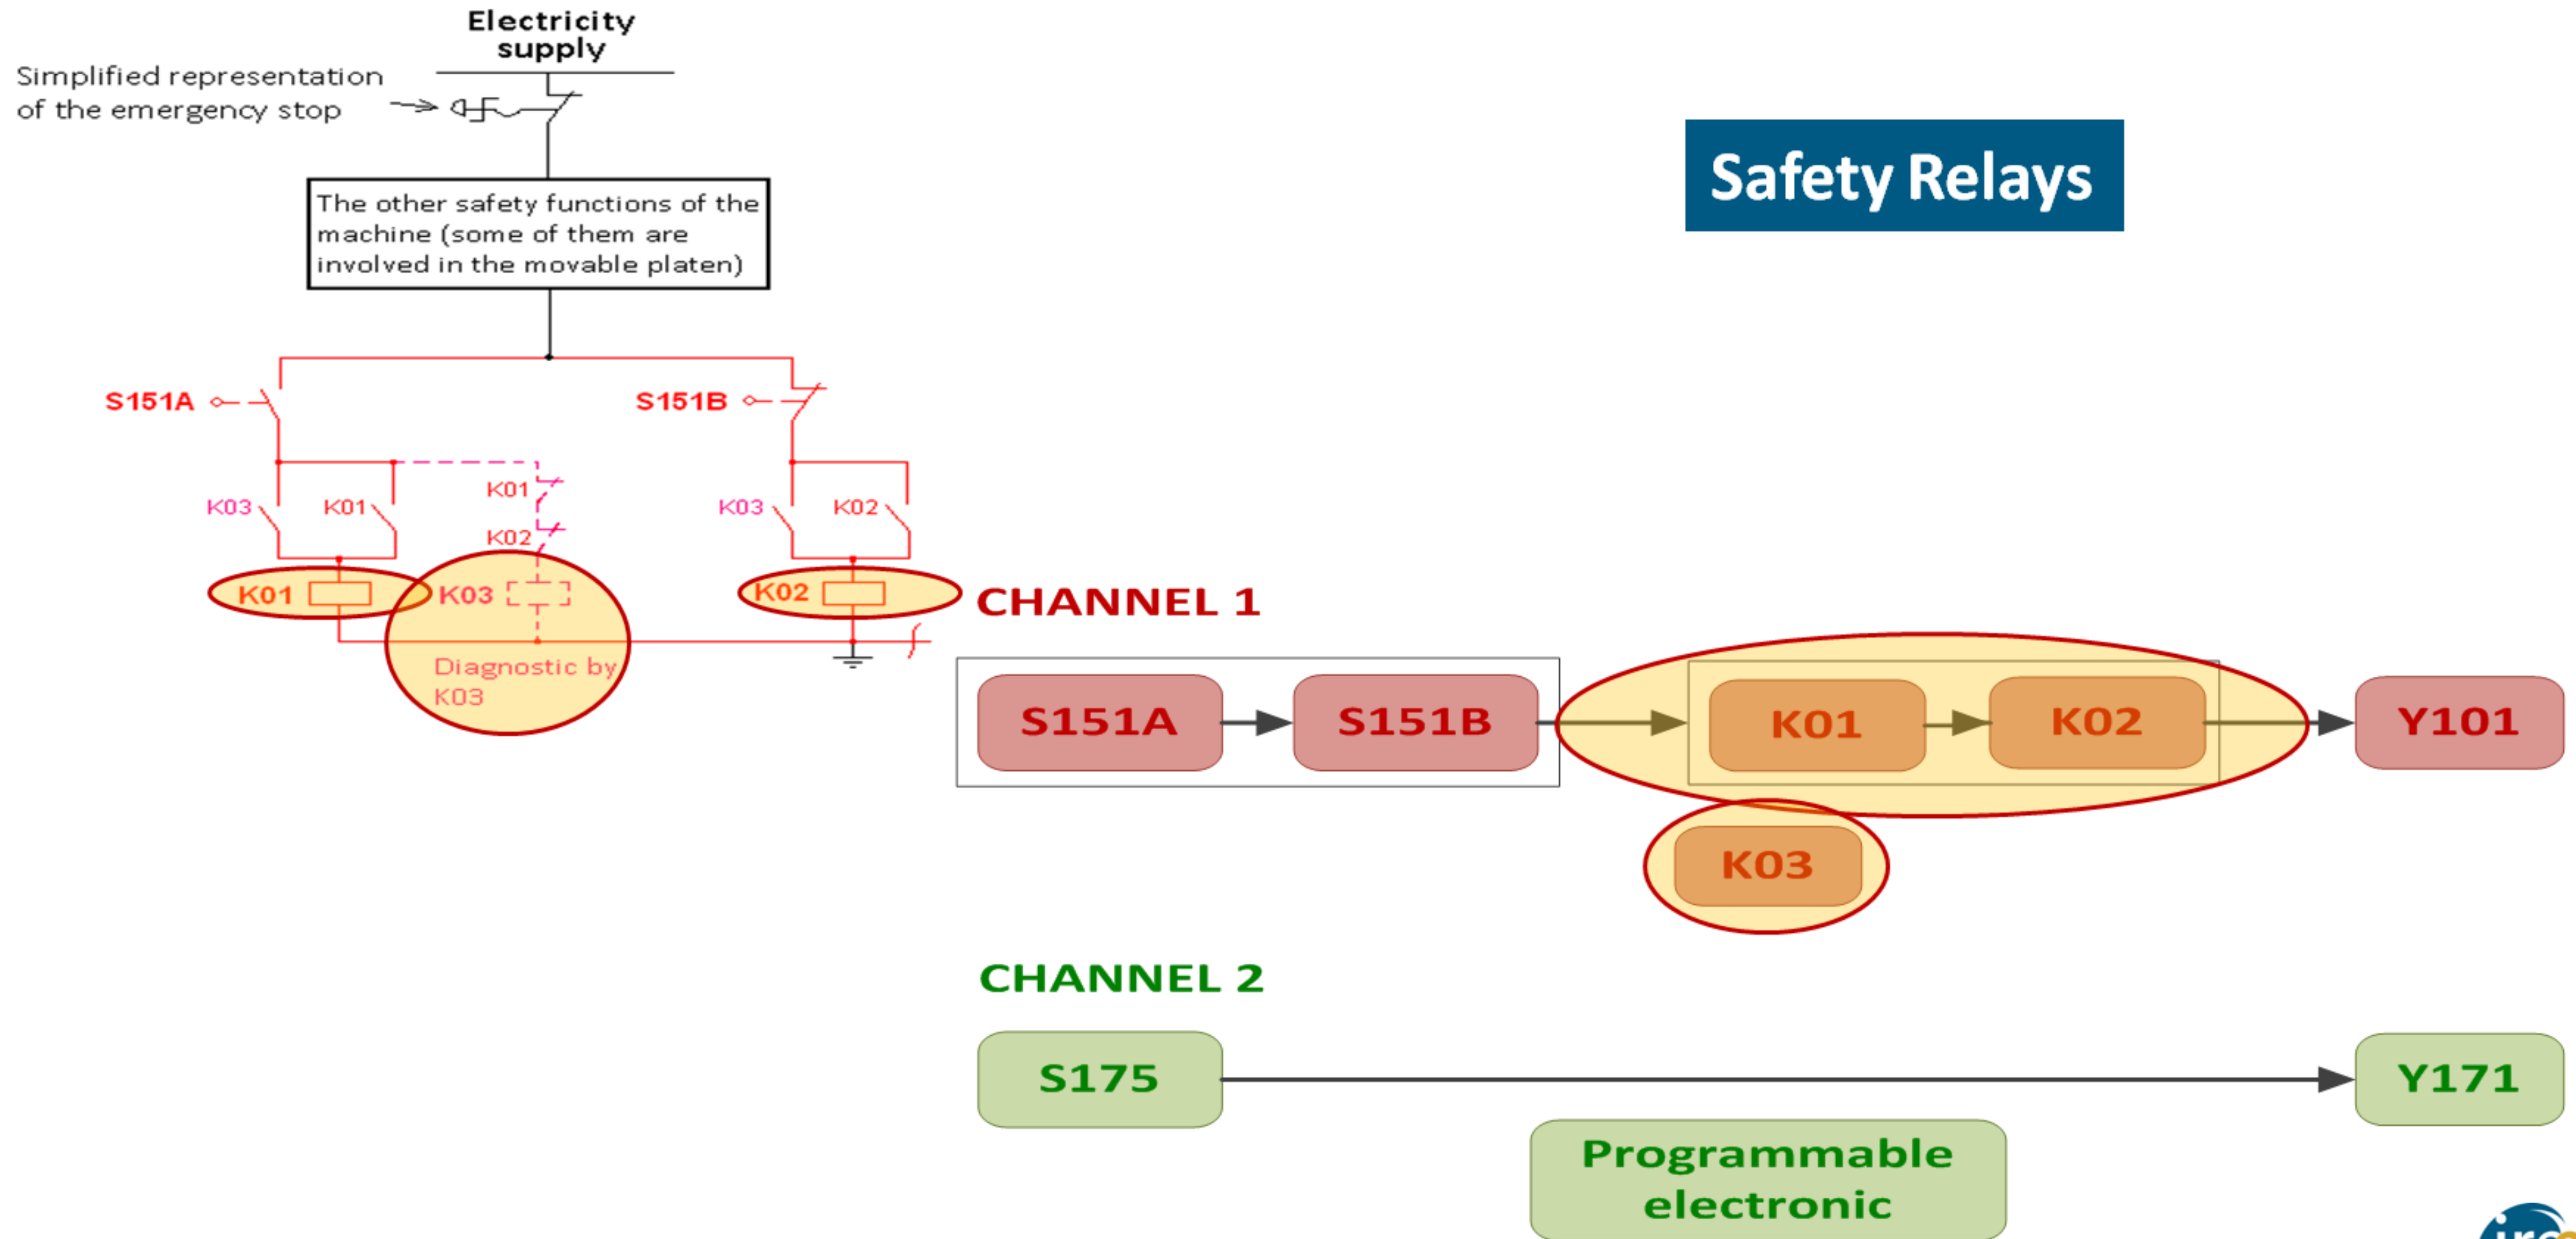 Electricity
supply
Simplified representation
of the emergency stop
Safety Relays
The other safety functions of the
machine (some of them are
involved in the movable platen)
S151A
S151B
K01
K03
K01
K03
K02
K02
K01
K03
K02
CHANNEL 1
Diagnostic by
K03
S151A
S151B
K01
K02
Y101
K03
CHANNEL 2
S175
Y171
Programmable
electronic